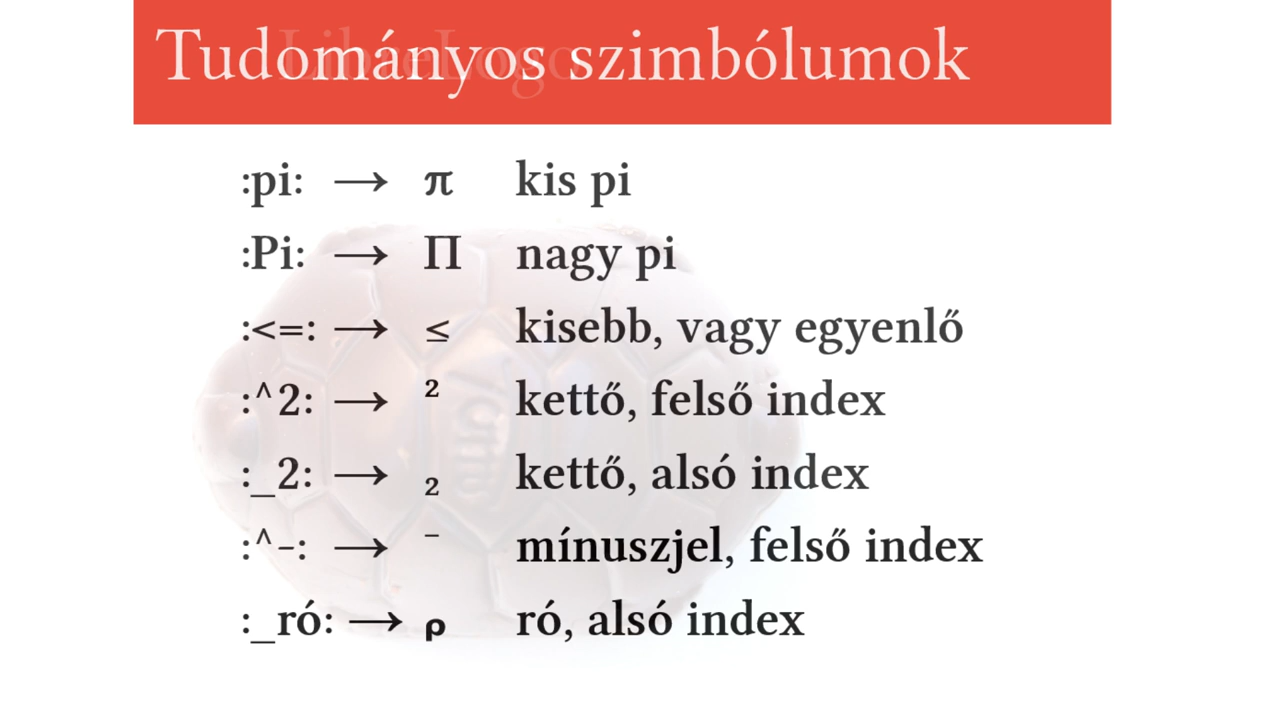 Tudományos szimbólumok
LibreLogo
:pi: → π kis pi
:Pi: → Π nagy pi
:<=: → ≤ kisebb, vagy egyenlő
:^2: → ² kettő, felső index
:_2: → ₂ kettő, alsó index
:^-: → ⁻ mínuszjel, felső index
:_ró: → ᵨ ró, alsó index